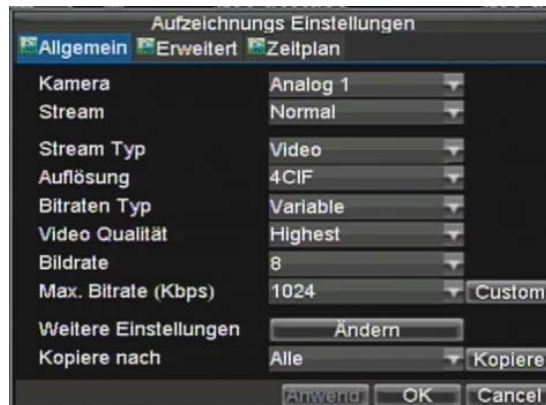 Aufzeichnungs Einstellungen
Allgemein Erweitert Zeitplan
Kamera Analog 1
Stream Normal
Stream Typ Video
Auflösung 4CIF
Bitraten Typ Variable
Video Qualität Highest
Bildrate 8
Max. Bitrate (Kbps) 1024 Custom
Weitere Einstellungen Ändern
Kopiere nach Alle Kopiere
Anwend OK Cancel